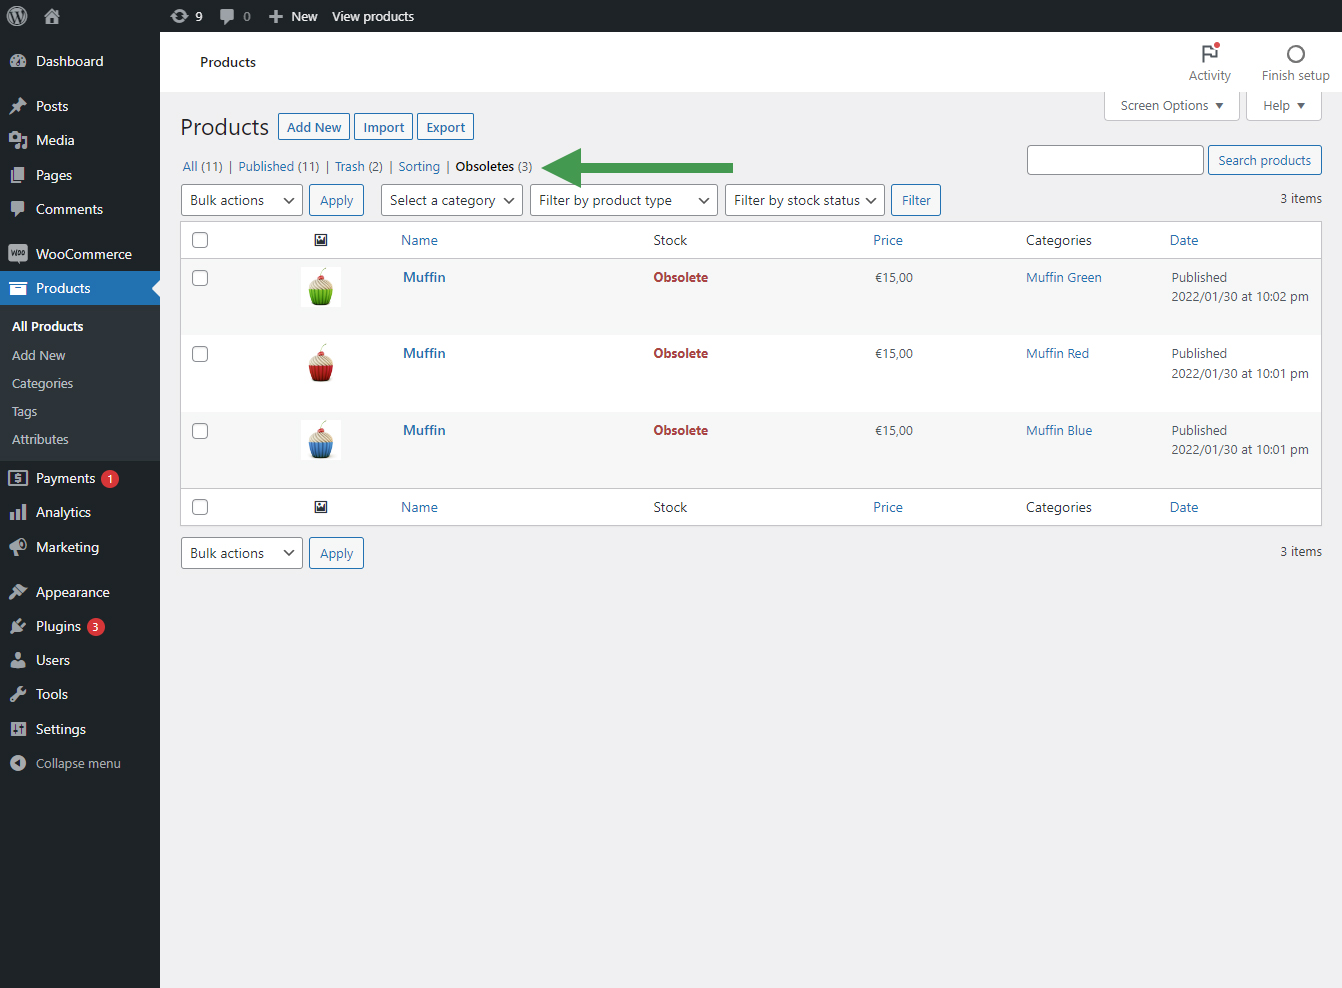 9 0 New View products
Dashboard
Posts
Media
Pages
Comments
WooCommerce
Products
All Products
Add New
Categories
Tags
Attributes
Payments 1
Analytics
Marketing
Appearance
Plugins 3
Users
Tools
Settings
Collapse menu
Products
Activity
Finish setup
Screen Options ▼
Help ▼
Products Add New Import Export
All (11) | Published (11) | Trash (2) | Sorting | Obsoletes (3)
Search products
Bulk actions Apply Select a category Filter by product type Filter by stock status Filter
3 items
Name Stock Price Categories Date
Muffin Obsolete €15,00 Muffin Green Published
2022/01/30 at 10:02 pm
Muffin Obsolete €15,00 Muffin Red Published
2022/01/30 at 10:01 pm
Muffin Obsolete €15,00 Muffin Blue Published
2022/01/30 at 10:01 pm
Name Stock Price Categories Date
Bulk actions Apply
3 items